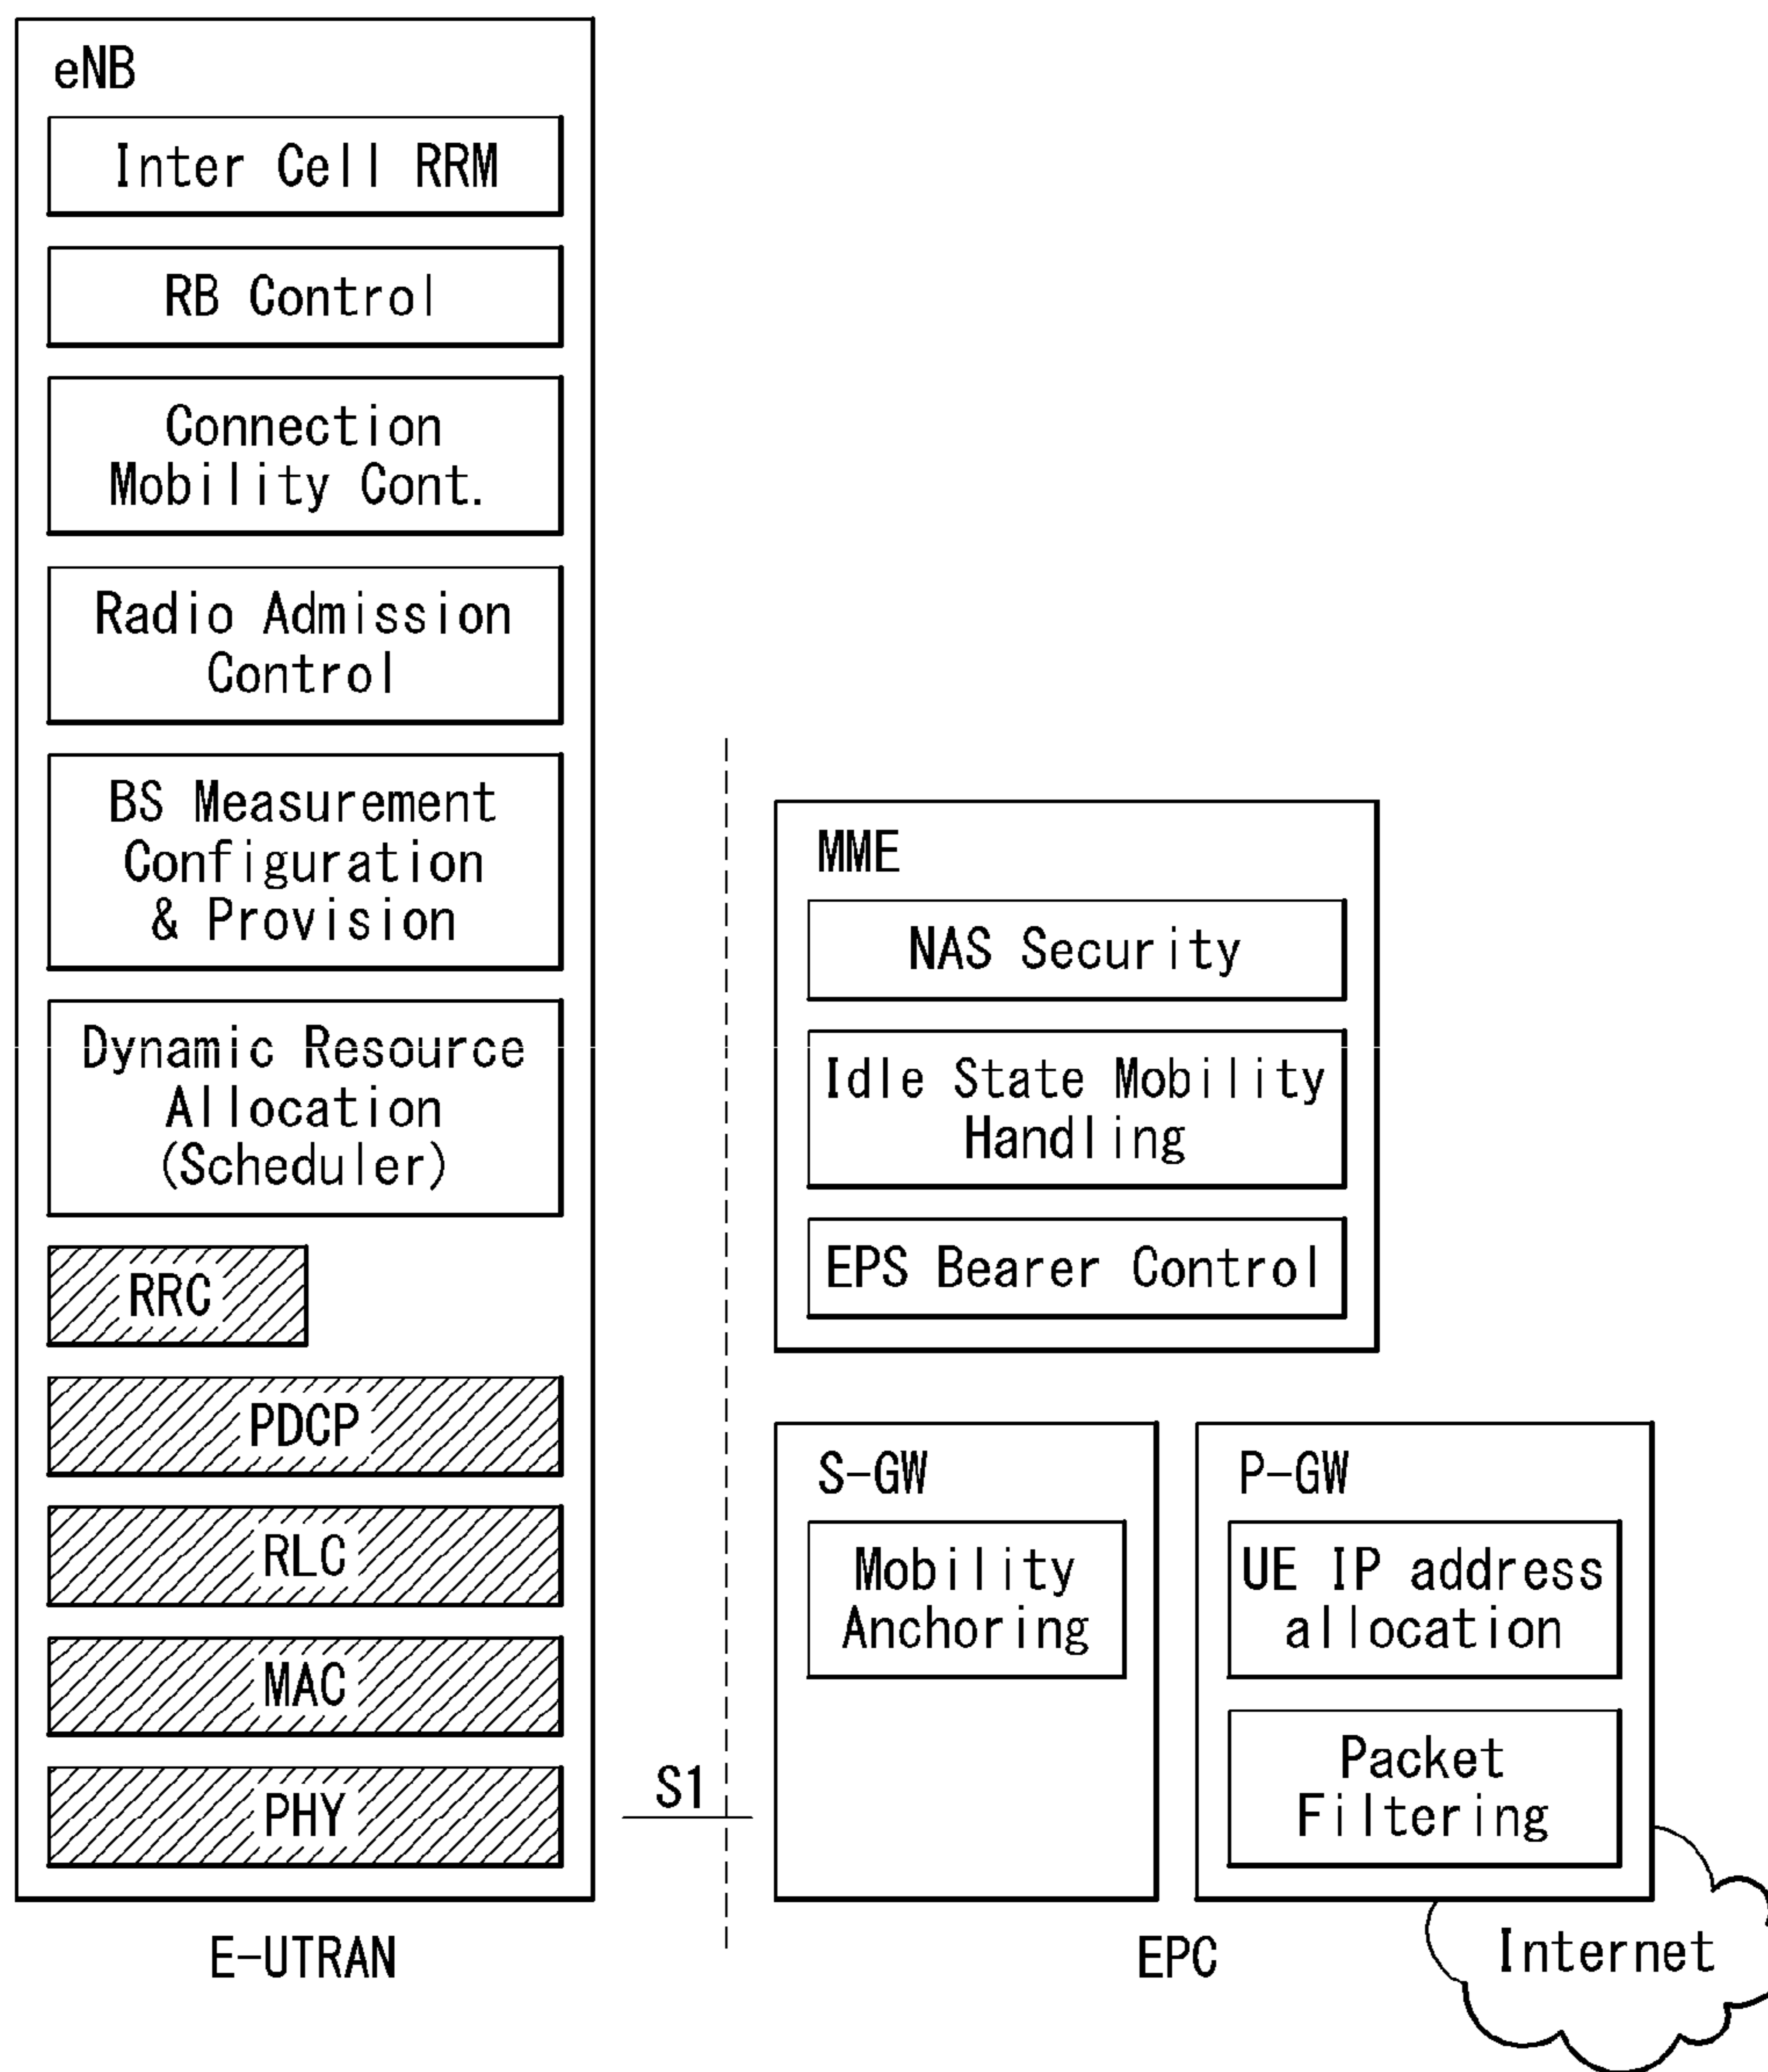 eNB
Inter Cell RRM
RB Control
Connection
Mobility Cont.
Radio Admission
Control
BS Measurement
Configuration
& Provision
Dynamic Resource
Allocation
(Scheduler)
RRC
PDCP
RLC
MAC
PHY
E-UTRAN
S1
MME
NAS Security
Idle State Mobility
Handling
EPS Bearer Control
S-GW
Mobility
Anchoring
P-GW
UE IP address
allocation
Packet
Filtering
EPC
Internet